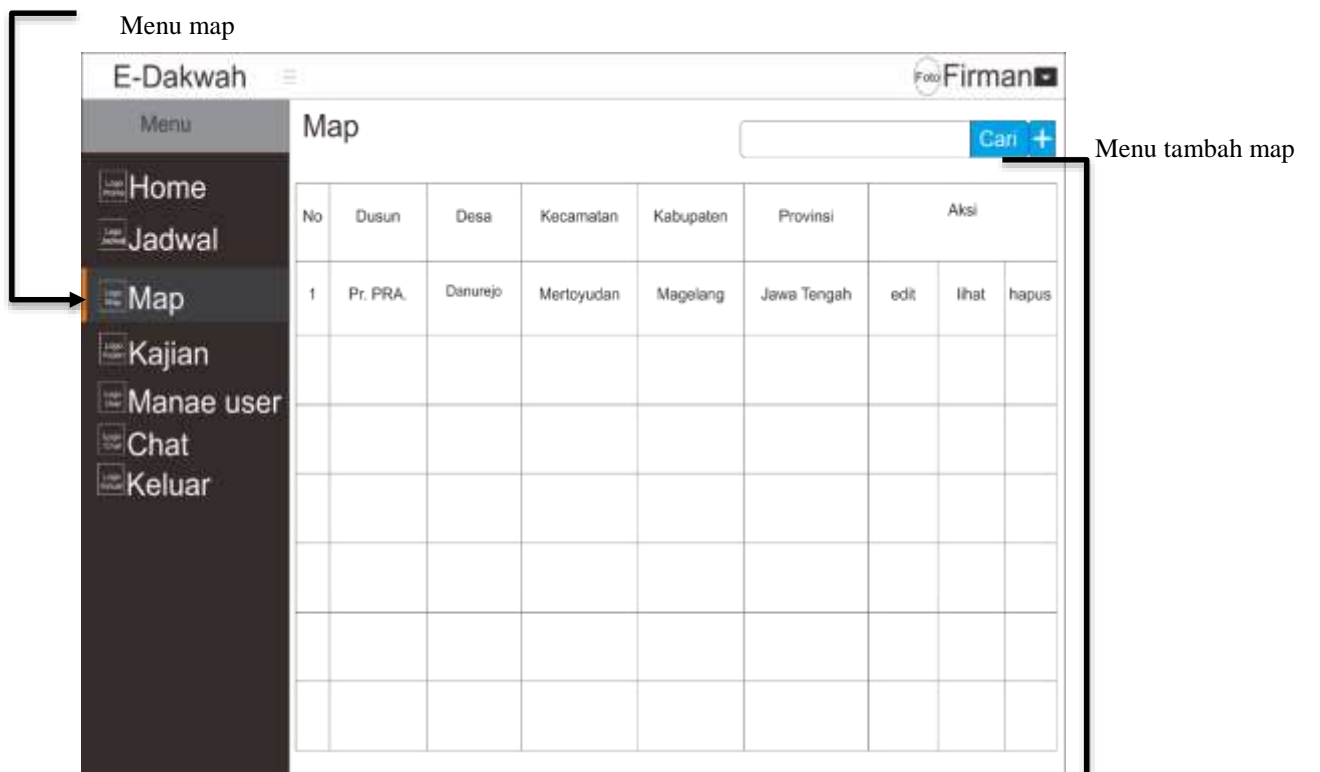 Menu map
E-Dakwah
Foto Firman
Menu
Map
Cari +
Menu tambah map
Home
Jadwal
Map
Kajian
Manae user
Chat
Keluar
No Dusun Desa Kecamatan Kabupaten Provinsi Aksi
1 Pr. PRA. Danurejo Mertoyudan Magelang Jawa Tengah edit lihat hapus